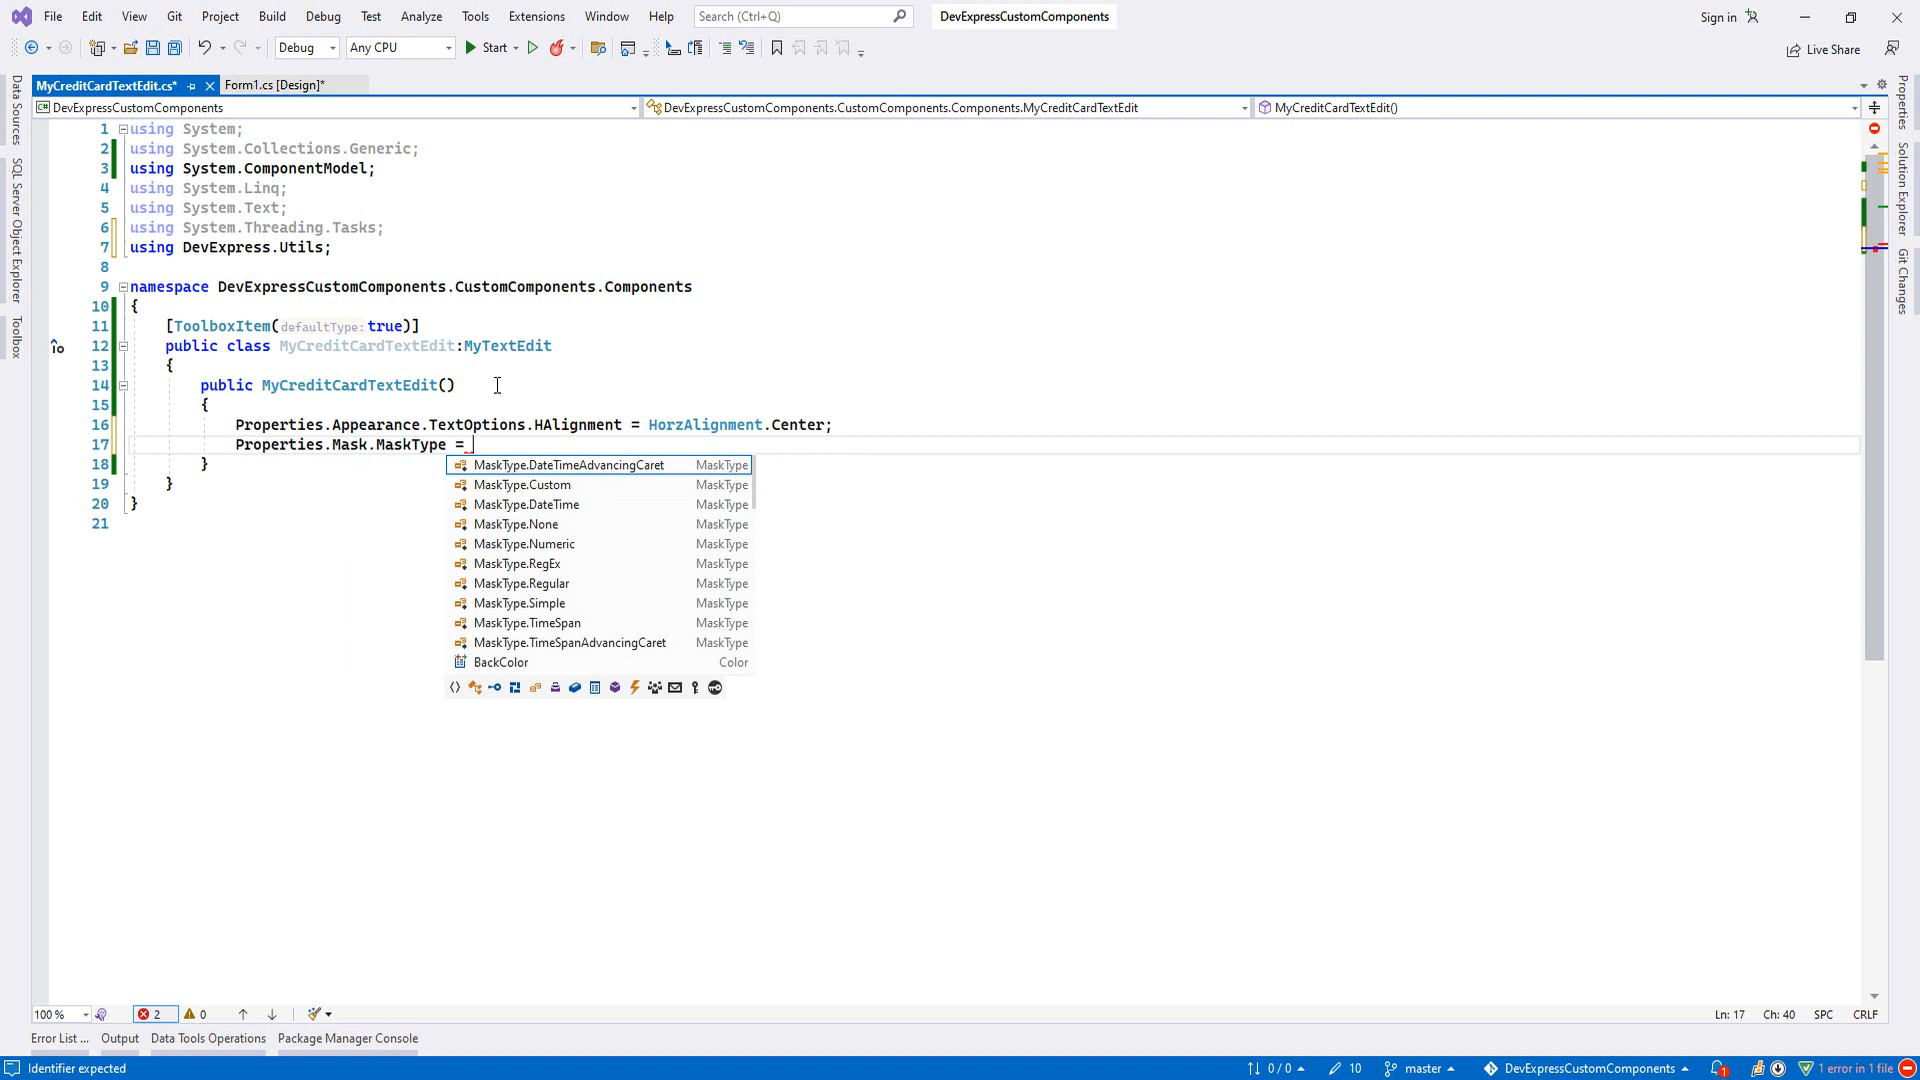 File Edit View Git Project Build Debug Test Analyze Tools Extensions Window Help Search (Ctrl+Q) DevExpressCustomComponents Sign in
Debug Any CPU Start Live Share
MyCreditCardTextEdit.cs* Form1.cs [Design]*
DevExpressCustomComponents DevExpressCustomComponents.CustomComponents.Components.MyCreditCardTextEdit MyCreditCardTextEdit()
Data Sources
SQL Server Object Explorer
Toolbox
Properties
Solution Explorer
Git Changes
1 using System;
2 using System.Collections.Generic;
3 using System.ComponentModel;
4 using System.Linq;
5 using System.Text;
6 using System.Threading.Tasks;
7 using DevExpress.Utils;
8
9 namespace DevExpressCustomComponents.CustomComponents.Components
10 {
11 [ToolboxItem(defaultType: true)]
12 public class MyCreditCardTextEdit:MyTextEdit
13 {
14 public MyCreditCardTextEdit()
15 {
16 Properties.Appearance.TextOptions.HAlignment = HorzAlignment.Center;
17 Properties.Mask.MaskType =
18 }
19 }
20 }
21
MaskType.DateTimeAdvancingCaret MaskType
MaskType.Custom MaskType
MaskType.DateTime MaskType
MaskType.None MaskType
MaskType.Numeric MaskType
MaskType.RegEx MaskType
MaskType.Regular MaskType
MaskType.Simple MaskType
MaskType.TimeSpan MaskType
MaskType.TimeSpanAdvancingCaret MaskType
BackColor Color
100 % 2 0 Ln: 17 Ch: 40 SPC CRLF
Error List ... Output Data Tools Operations Package Manager Console
Identifier expected 0 / 0 10 master DevExpressCustomComponents 1 1 error in 1 file